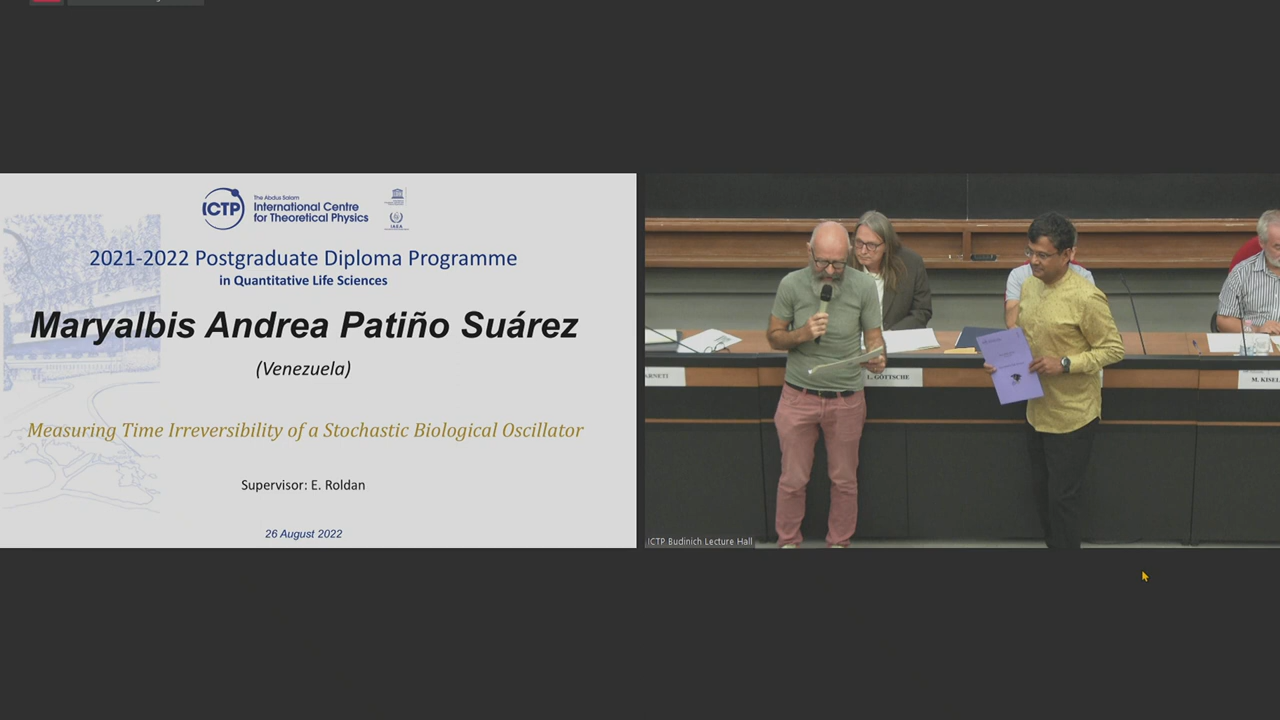 ICTP
The Abdus Salam
International Centre
for Theoretical Physics
IAEA
2021-2022 Postgraduate Diploma Programme
in Quantitative Life Sciences
Maryalbis Andrea Patiño Suárez
(Venezuela)
Measuring Time Irreversibility of a Stochastic Biological Oscillator
Supervisor: E. Roldan
26 August 2022
L. GÖTTSCHE
M. KISEL
ICTP Budinich Lecture Hall